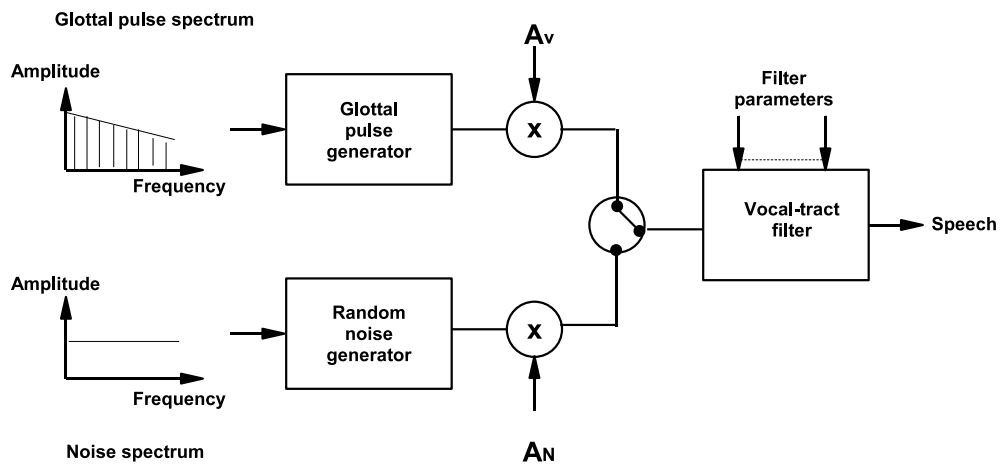 Glottal pulse spectrum
Amplitude
Frequency
Glottal
pulse
generator
Av
x
Filter
parameters
Vocal-tract
filter
Speech
Amplitude
Frequency
Noise spectrum
Random
noise
generator
x
AN